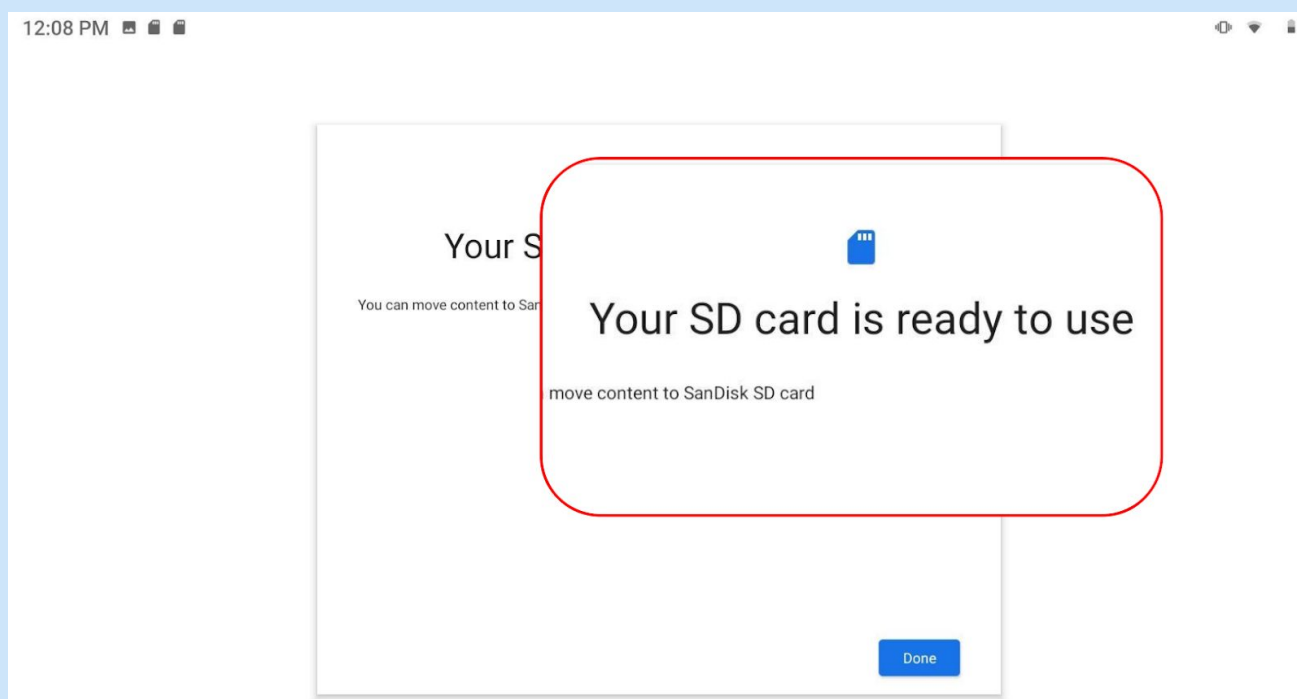 12:08 PM
Your S
You can move content to San
Your SD card is ready to use
move content to SanDisk SD card
Done